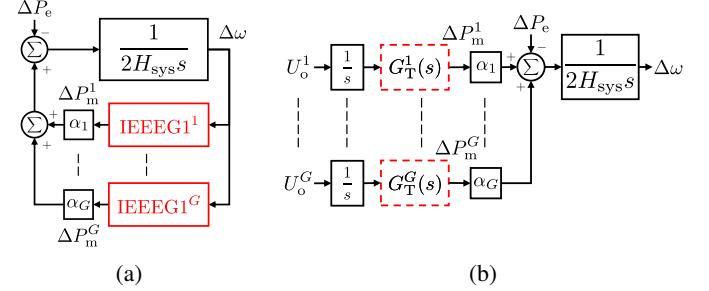 ΔP_e
Σ
−
+
1
2H_sys s
Δω
ΔP_m^1
Σ
+
+
α_1
IEEEG1^1
α_G
IEEEG1^G
ΔP_m^G
(a)
U_o^1
1
s
G_T^1(s)
ΔP_m^1
α_1
ΔP_e
+
−
Σ
+
1
2H_sys s
Δω
U_o^G
1
s
G_T^G(s)
ΔP_m^G
α_G
(b)